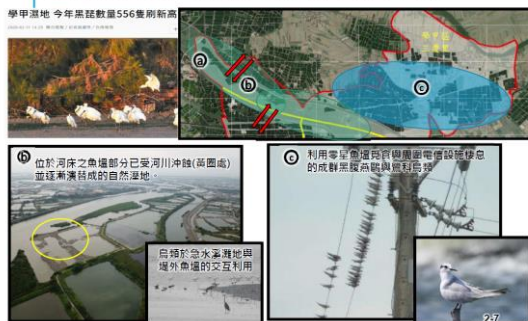 學甲濕地 今年黑琵數量556隻刷新高
ⓐ
ⓑ
ⓒ
ⓑ
位於河床之魚塭部分已受河川沖蝕(黃圈處)
並逐漸演替成的自然溼地。
鳥類於急水溪灘地與
堤外魚塭的交互利用
ⓒ
利用零星魚塭覓食與周圍電信設施棲息
的成群黑腹燕鷗與鷺科鳥類
2-7